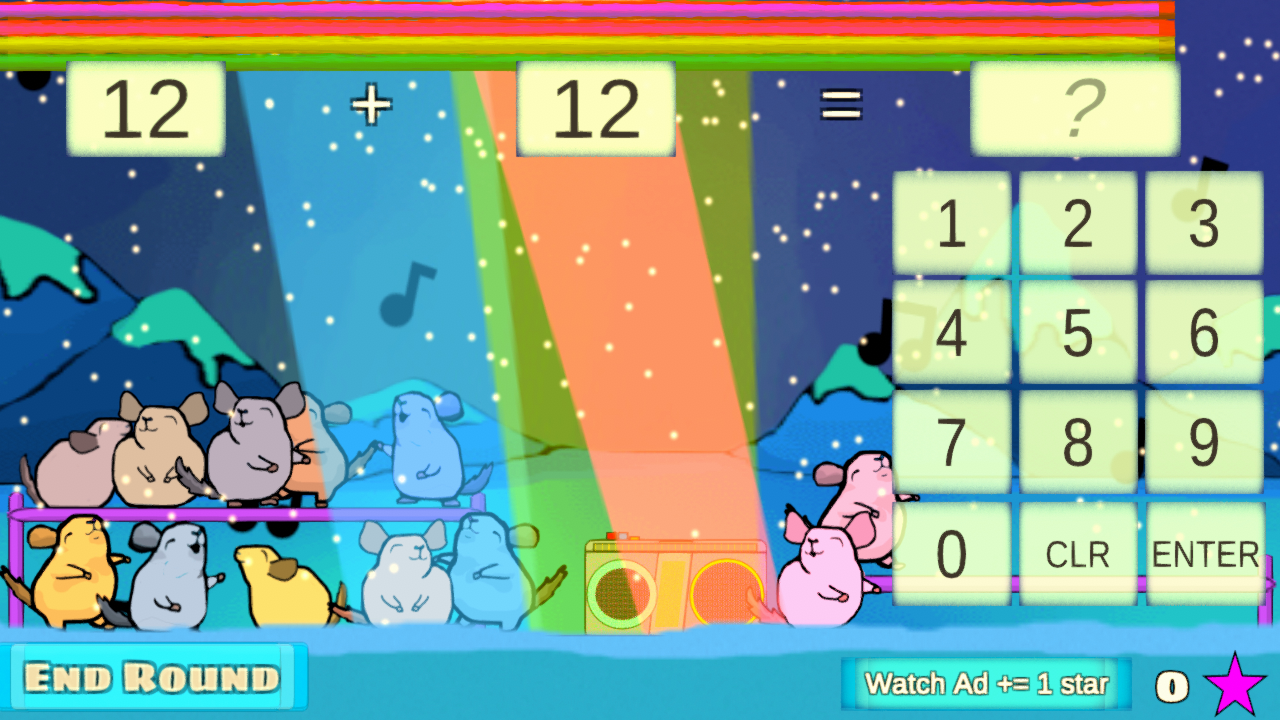 12 + 12 = ?
1 2 3
4 5 6
7 8 9
0 CLR ENTER
END ROUND
Watch Ad += 1 star
0